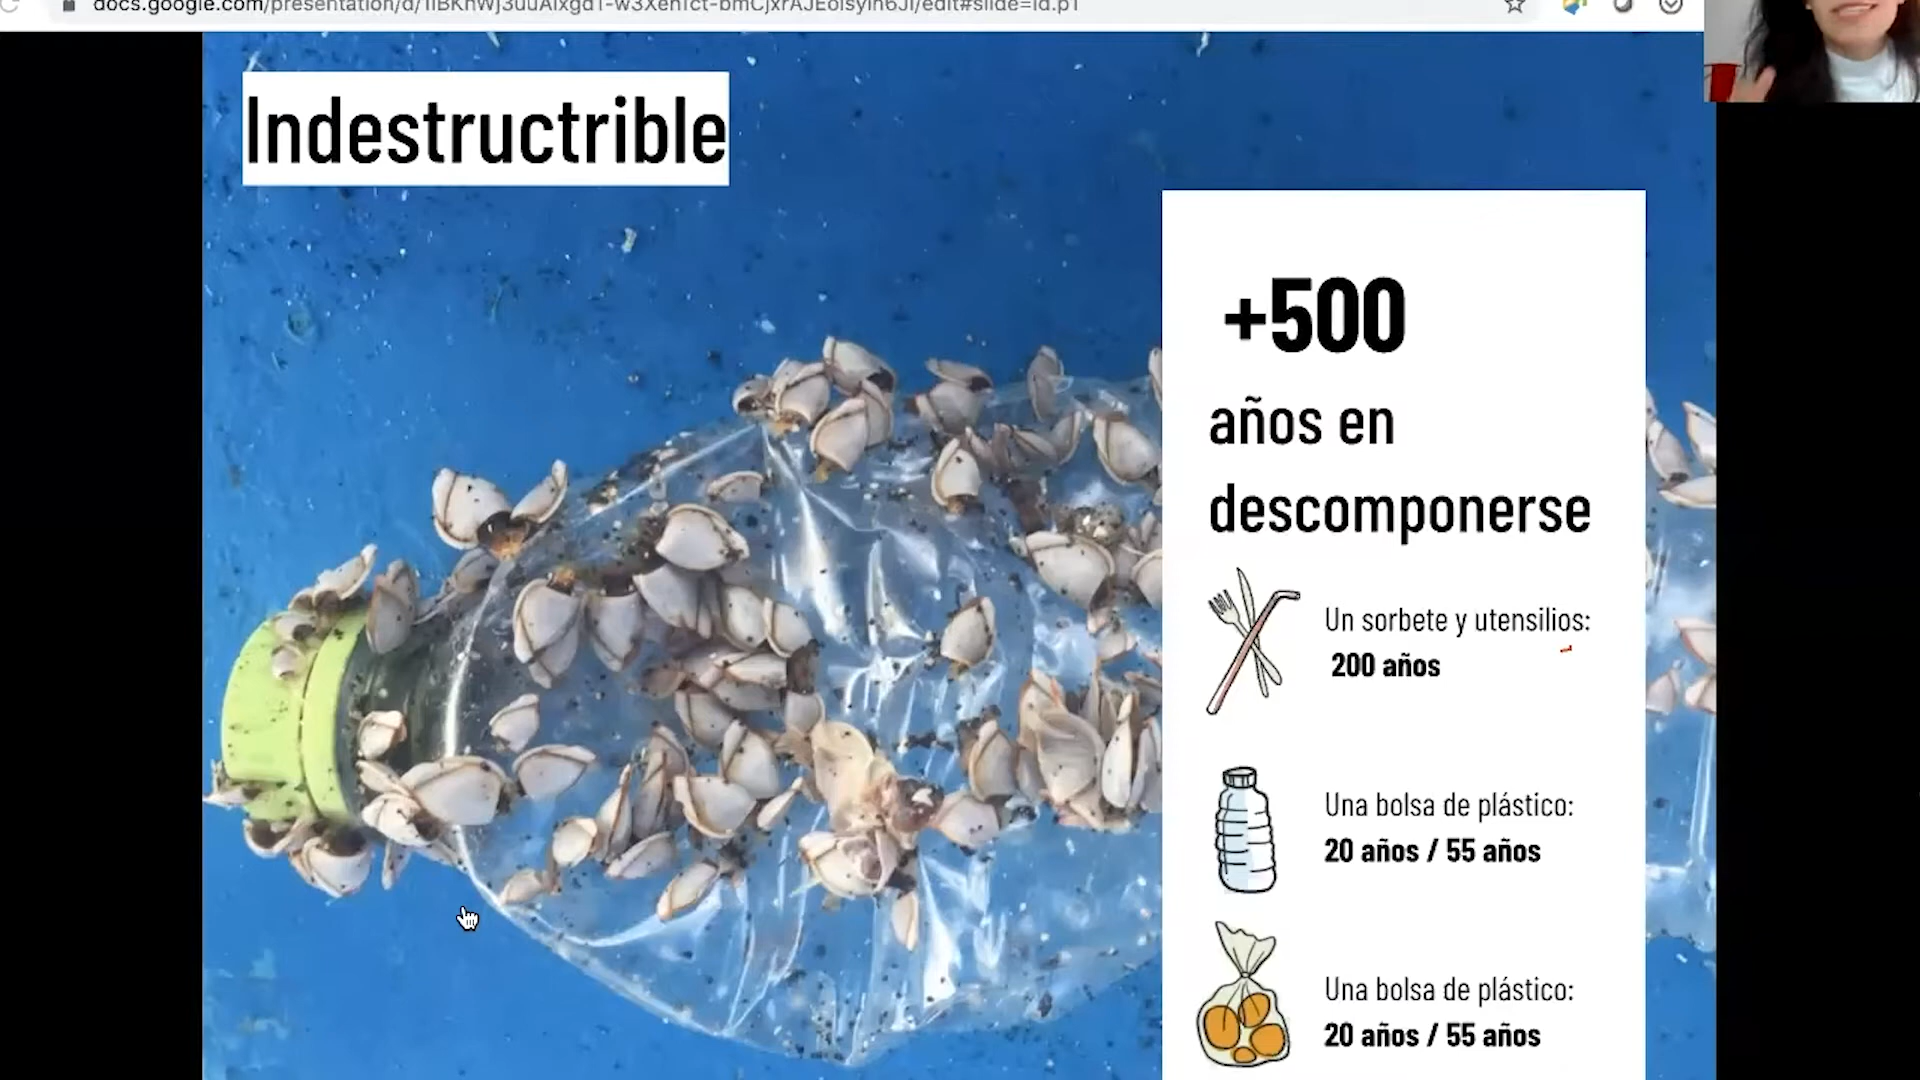 Indestructrible
+500
años en
descomponerse
Un sorbete y utensilios:
200 años
Una bolsa de plástico:
20 años / 55 años
Una bolsa de plástico:
20 años / 55 años